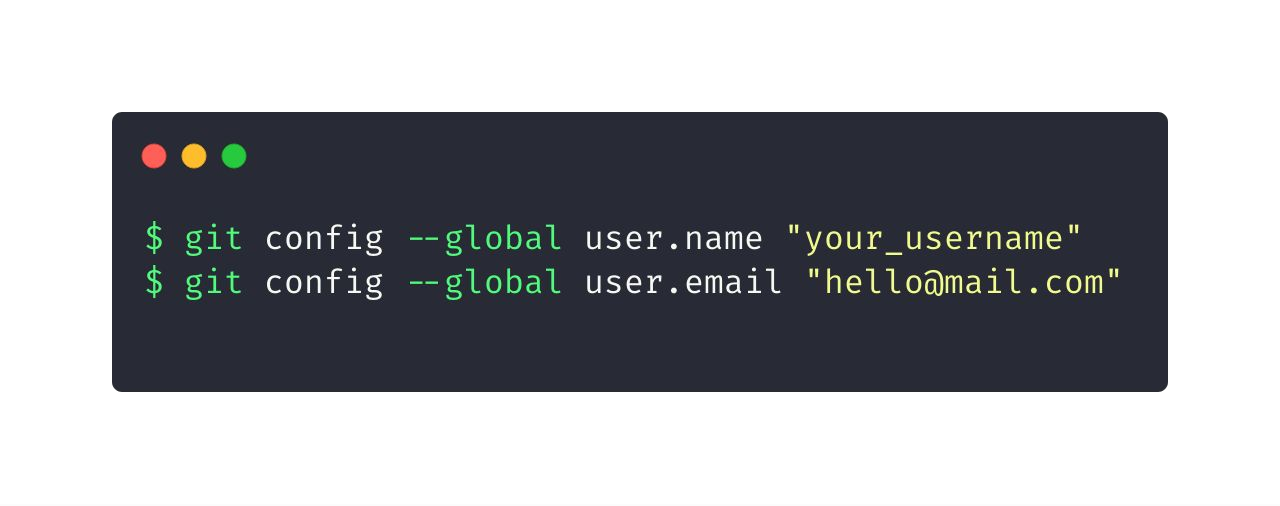 $ git config --global user.name "your_username"
$ git config --global user.email "hello@mail.com"